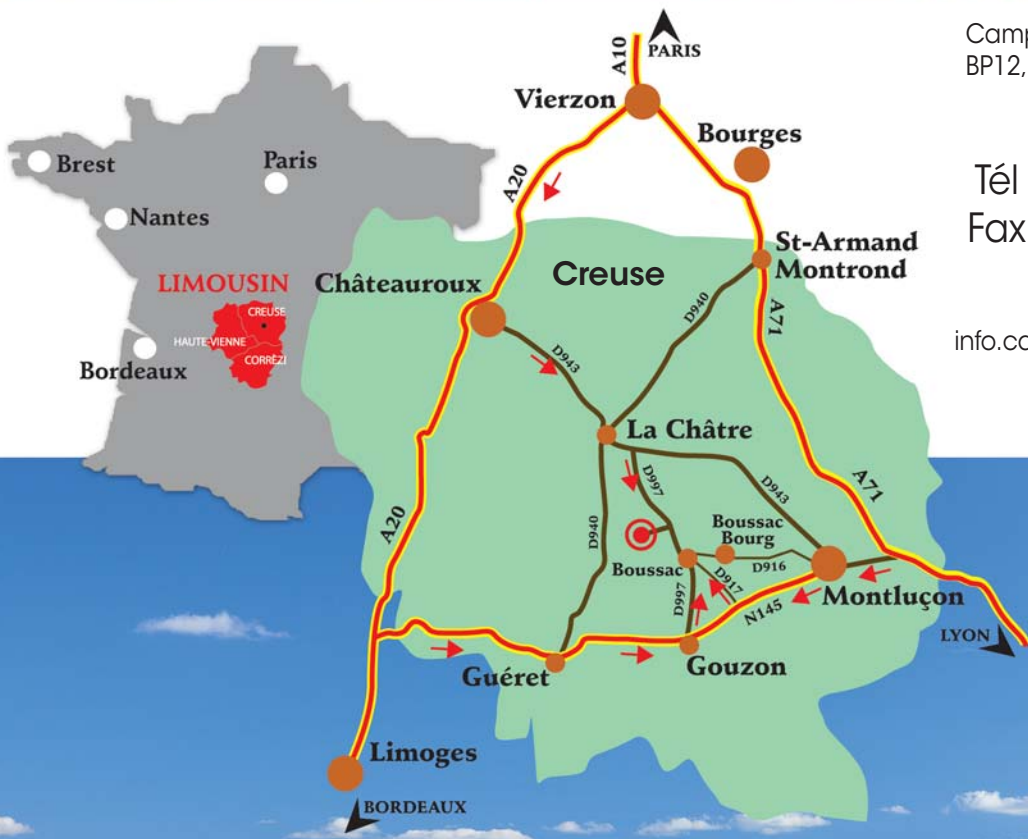 Camp
BP12,
Tél
Fax
info.ca
PARIS
A10
Vierzon
Bourges
A20
St-Armand
Montrond
Brest
Paris
Nantes
LIMOUSIN
CREUSE
HAUTE-VIENNE
CORRÈZI
Bordeaux
Châteauroux
Creuse
D940
A71
D943
La Châtre
D997
D943
A71
A20
D940
Boussac
Bourg
D916
Boussac
D917
D997
N145
Montluçon
LYON
Guéret
Gouzon
Limoges
BORDEAUX